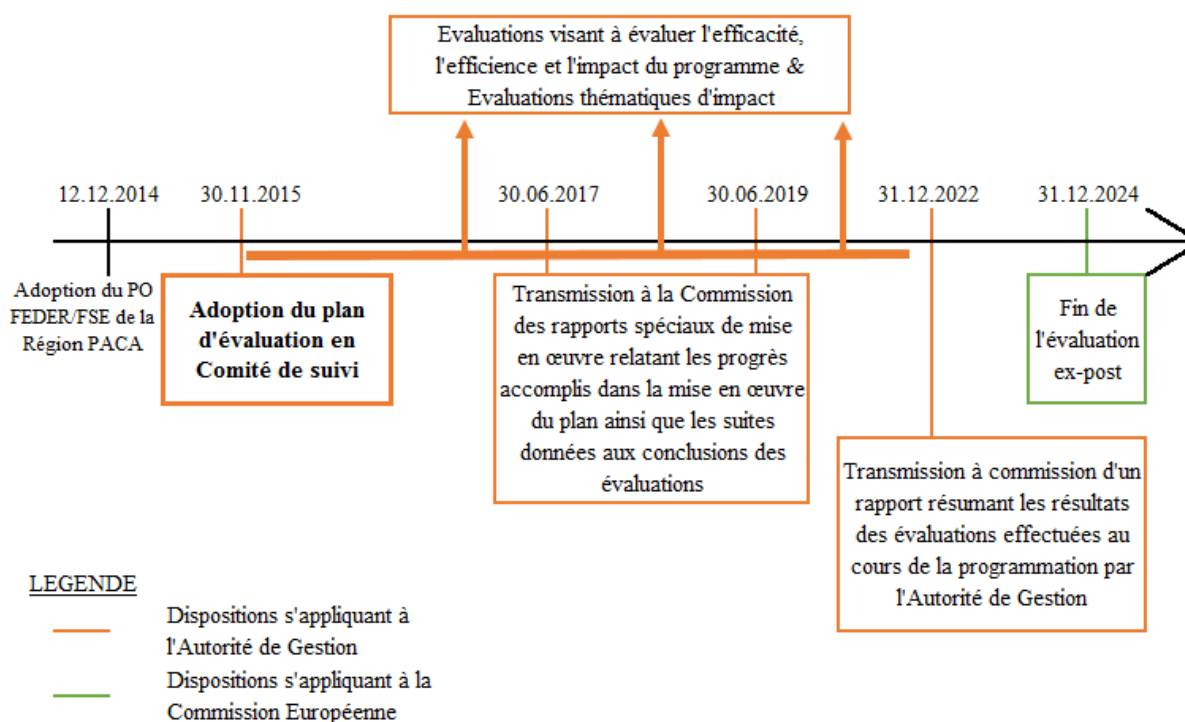 Evaluations visant à évaluer l'efficacité,
l'efficience et l'impact du programme &
Evaluations thématiques d'impact
12.12.2014
30.11.2015
30.06.2017
30.06.2019
31.12.2022
31.12.2024
Adoption du PO
FEDER/FSE de la
Région PACA
Adoption du plan
d'évaluation en
Comité de suivi
Transmission à la Commission
des rapports spéciaux de mise
en œuvre relatant les progrès
accomplis dans la mise en œuvre
du plan ainsi que les suites
données aux conclusions des
évaluations
Fin de
l'évaluation
ex-post
Transmission à commission d'un
rapport résumant les résultats
des évaluations effectuées au
cours de la programmation par
l'Autorité de Gestion
LEGENDE
Dispositions s'appliquant à
l'Autorité de Gestion
Dispositions s'appliquant à la
Commission Européenne